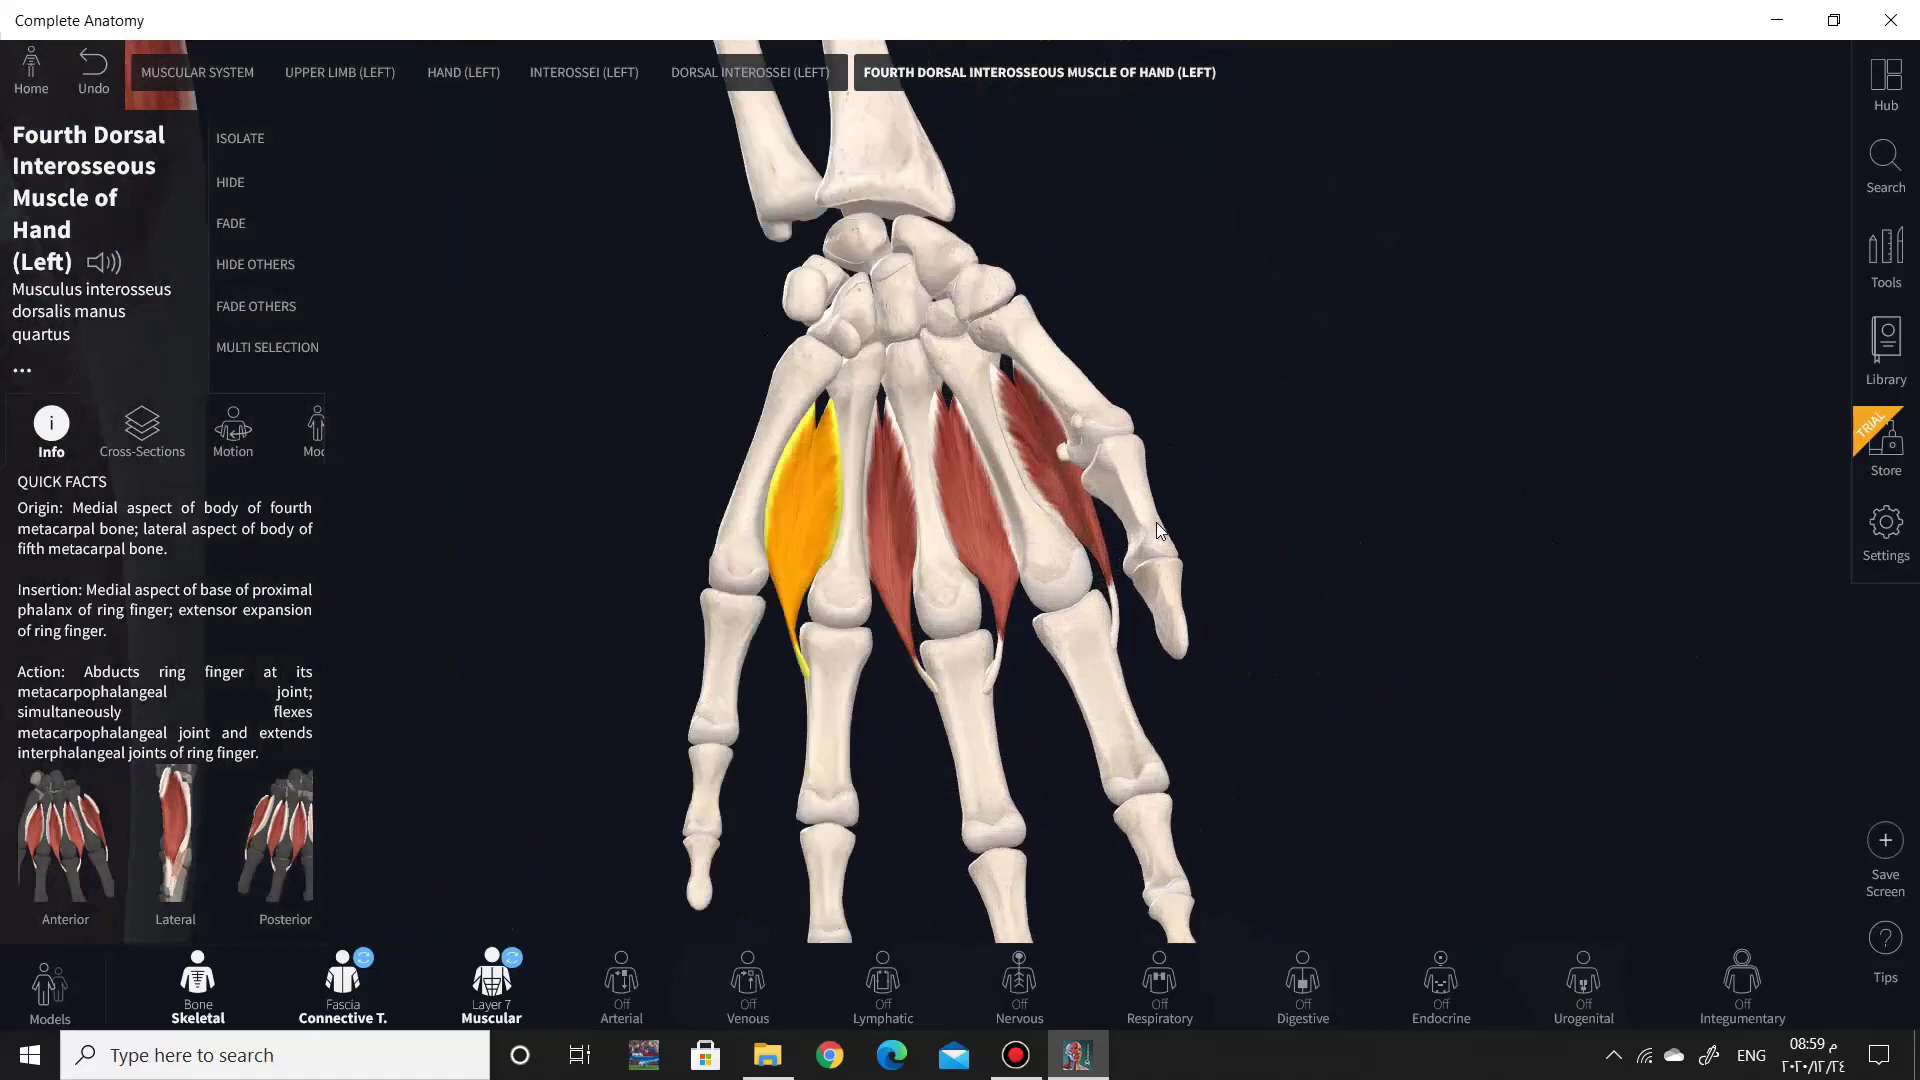 Complete Anatomy
Home
Undo
MUSCULAR SYSTEM
UPPER LIMB (LEFT)
HAND (LEFT)
INTEROSSEI (LEFT)
DORSAL INTEROSSEI (LEFT)
FOURTH DORSAL INTEROSSEOUS MUSCLE OF HAND (LEFT)
Fourth Dorsal
Interosseous
Muscle of
Hand
(Left)
Musculus interosseus
dorsalis manus
quartus
...
ISOLATE
HIDE
FADE
HIDE OTHERS
FADE OTHERS
MULTI SELECTION
i
Info
Cross-Sections
Motion
Moc
QUICK FACTS
Origin: Medial aspect of body of fourth
metacarpal bone; lateral aspect of body of
fifth metacarpal bone.
Insertion: Medial aspect of base of proximal
phalanx of ring finger; extensor expansion
of ring finger.
Action: Abducts ring finger at its
metacarpophalangeal joint;
simultaneously flexes
metacarpophalangeal joint and extends
interphalangeal joints of ring finger.
Anterior
Lateral
Posterior
Hub
Search
Tools
Library
TRIAL
Store
Settings
Save
Screen
?
Tips
Models
Bone
Skeletal
Fascia
Connective T.
Layer 7
Muscular
Off
Arterial
Off
Venous
Off
Lymphatic
Off
Nervous
Off
Respiratory
Off
Digestive
Off
Endocrine
Off
Urogenital
Off
Integumentary
Type here to search
ENG
08:59 م
٢٠٢٠/١٢/٢٤